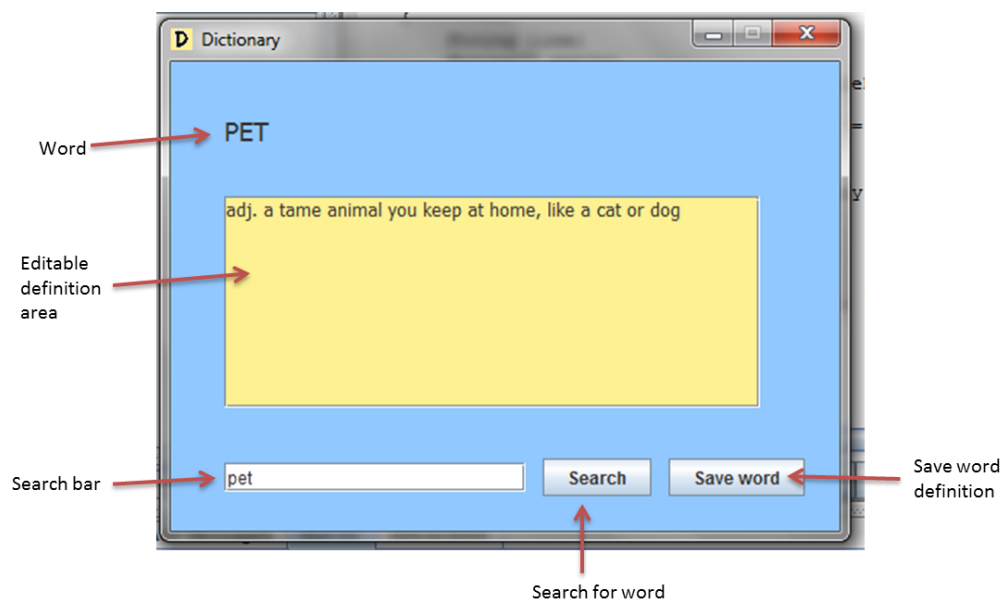 D Dictionary
Word
PET
adj. a tame animal you keep at home, like a cat or dog
Editable
definition
area
Search bar
pet
Search
Save word
Save word
definition
Search for word